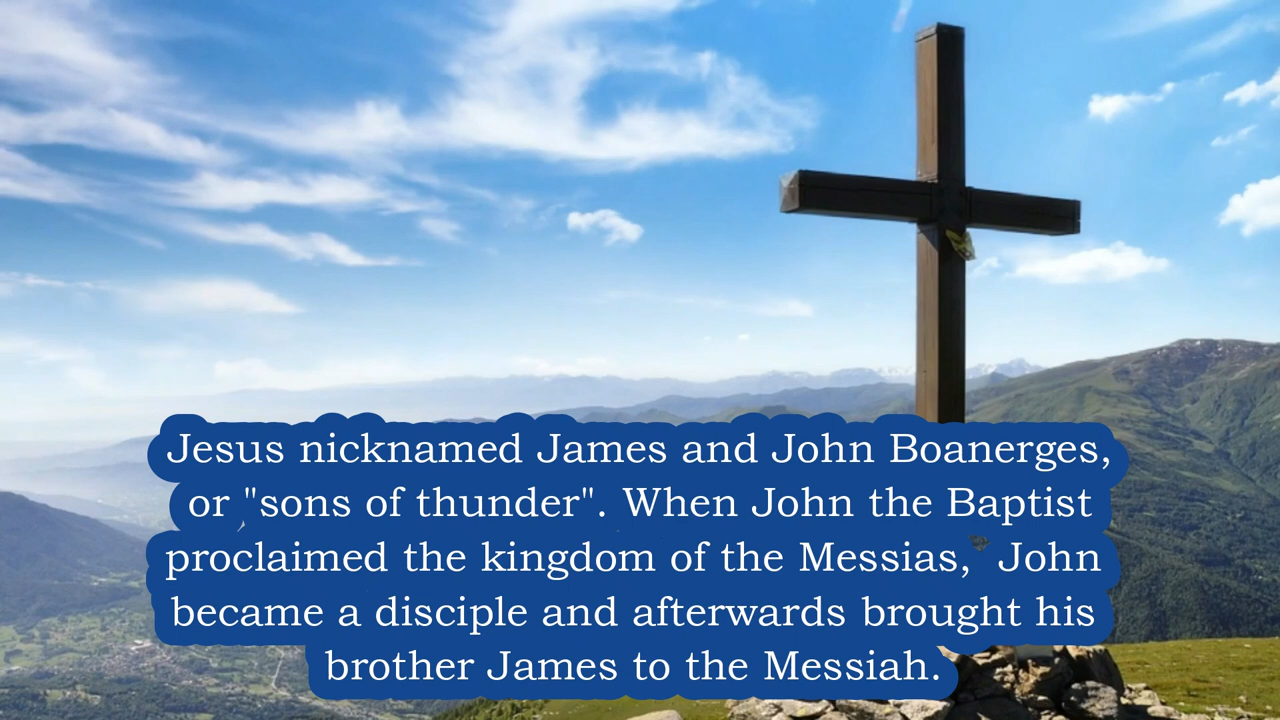 Jesus nicknamed James and John Boanerges,
or "sons of thunder". When John the Baptist
proclaimed the kingdom of the Messias, John
became a disciple and afterwards brought his
brother James to the Messiah.